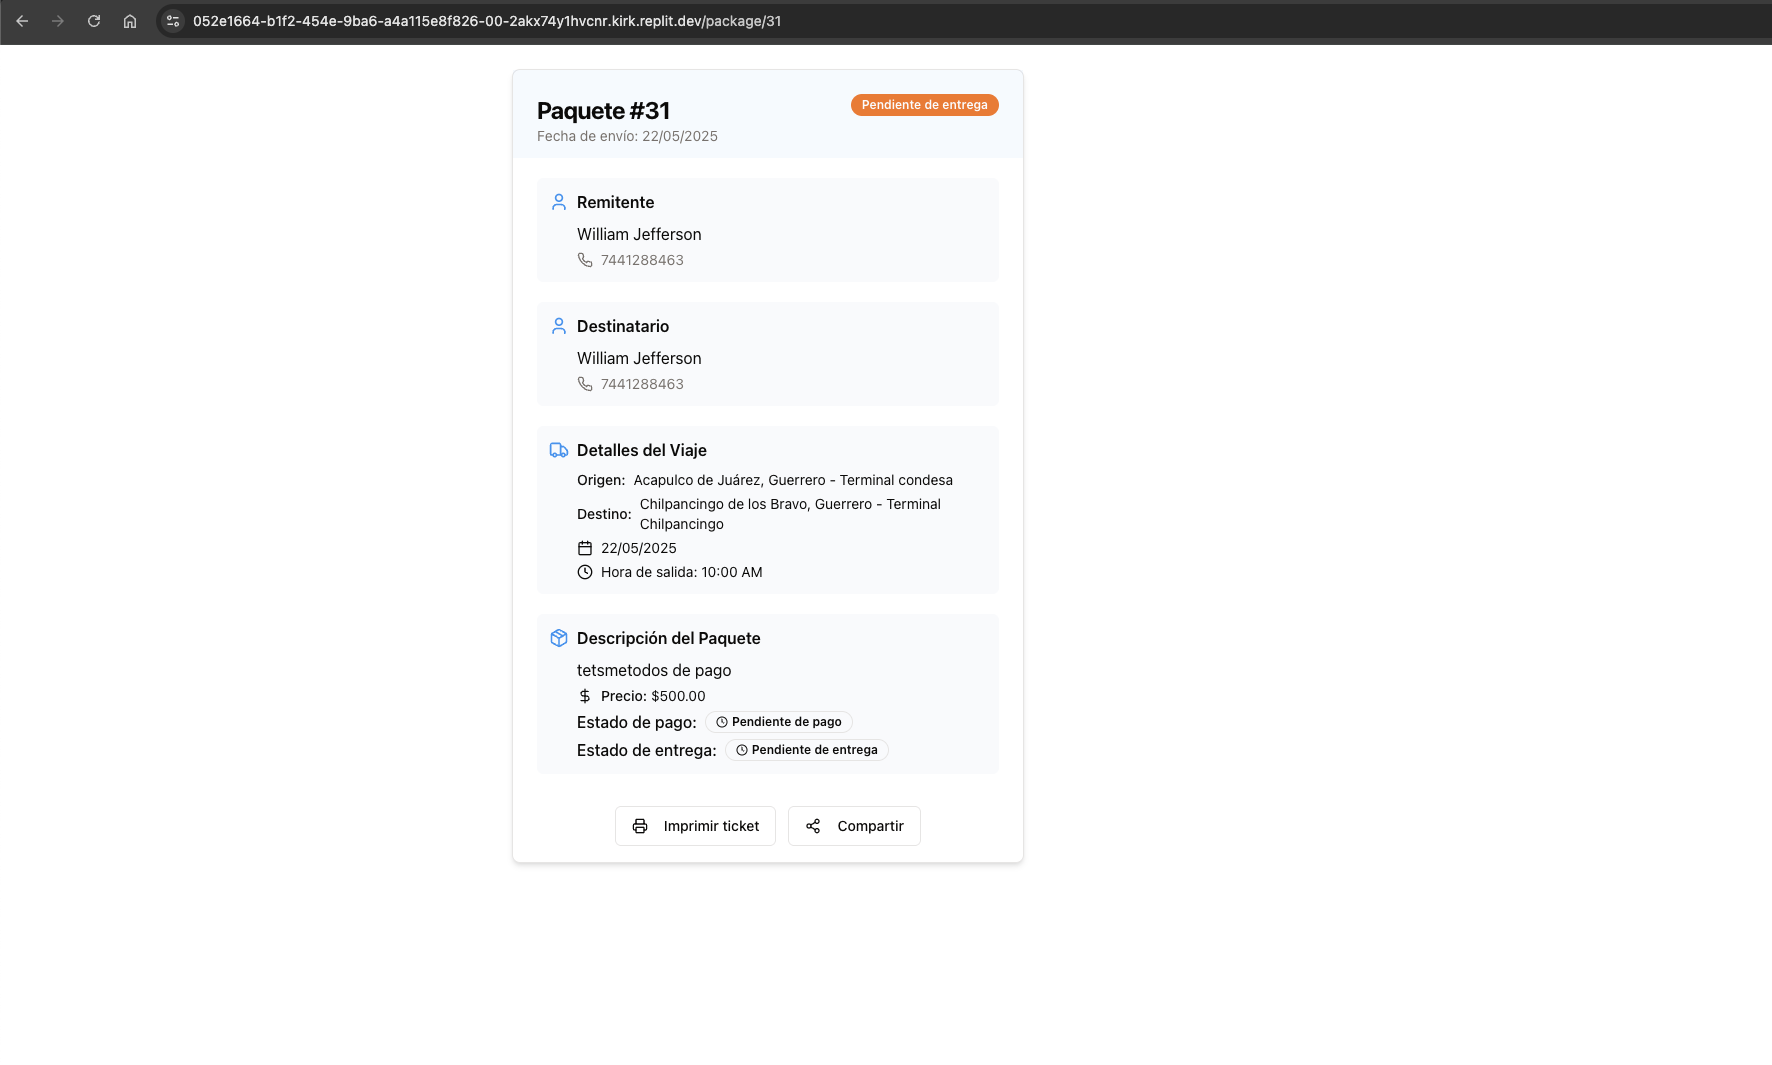 052e1664-b1f2-454e-9ba6-a4a115e8f826-00-2akx74y1hvcnr.kirk.replit.dev/package/31
Paquete #31
Pendiente de entrega
Fecha de envío: 22/05/2025
Remitente
William Jefferson
7441288463
Destinatario
William Jefferson
7441288463
Detalles del Viaje
Origen: Acapulco de Juárez, Guerrero - Terminal condesa
Destino: Chilpancingo de los Bravo, Guerrero - Terminal
Chilpancingo
22/05/2025
Hora de salida: 10:00 AM
Descripción del Paquete
tetsmetodos de pago
Precio: $500.00
Estado de pago: Pendiente de pago
Estado de entrega: Pendiente de entrega
Imprimir ticket
Compartir